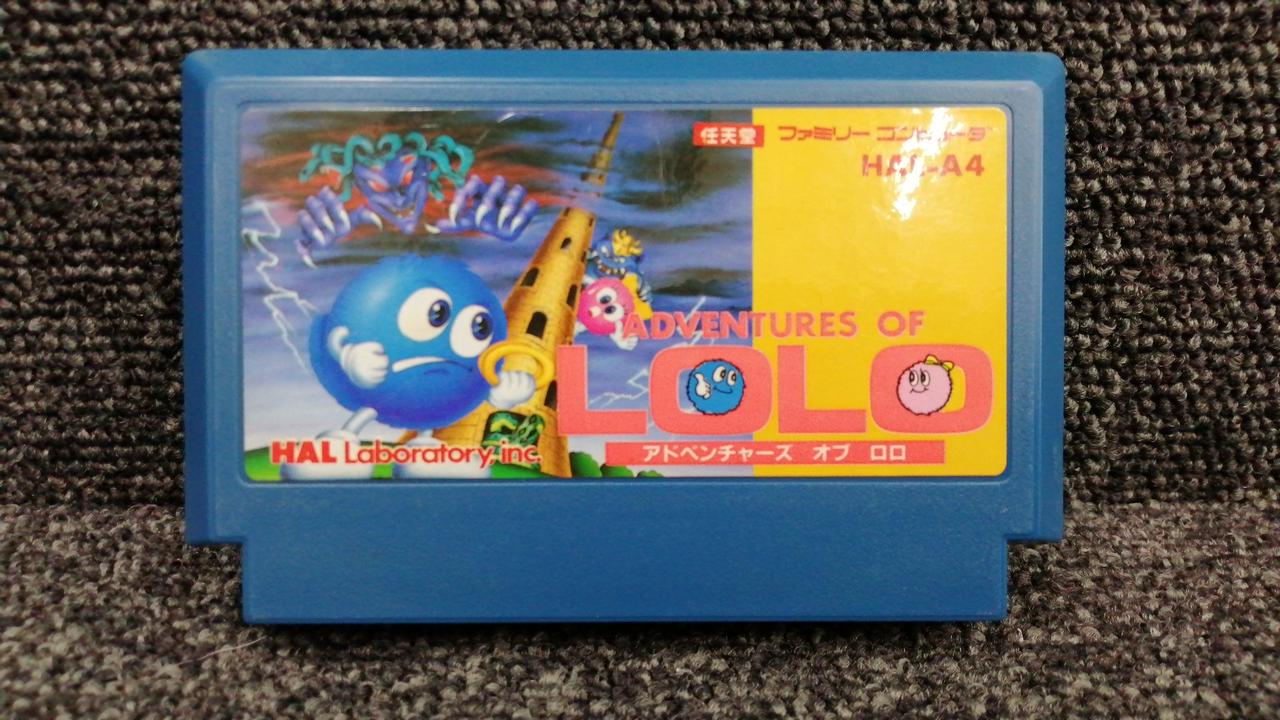 任天堂 ファミリー コンピュータ
HAL-A4
ADVENTURES OF
LOLO
アドベンチャーズ オブ ロロ
HAL Laboratory, inc.